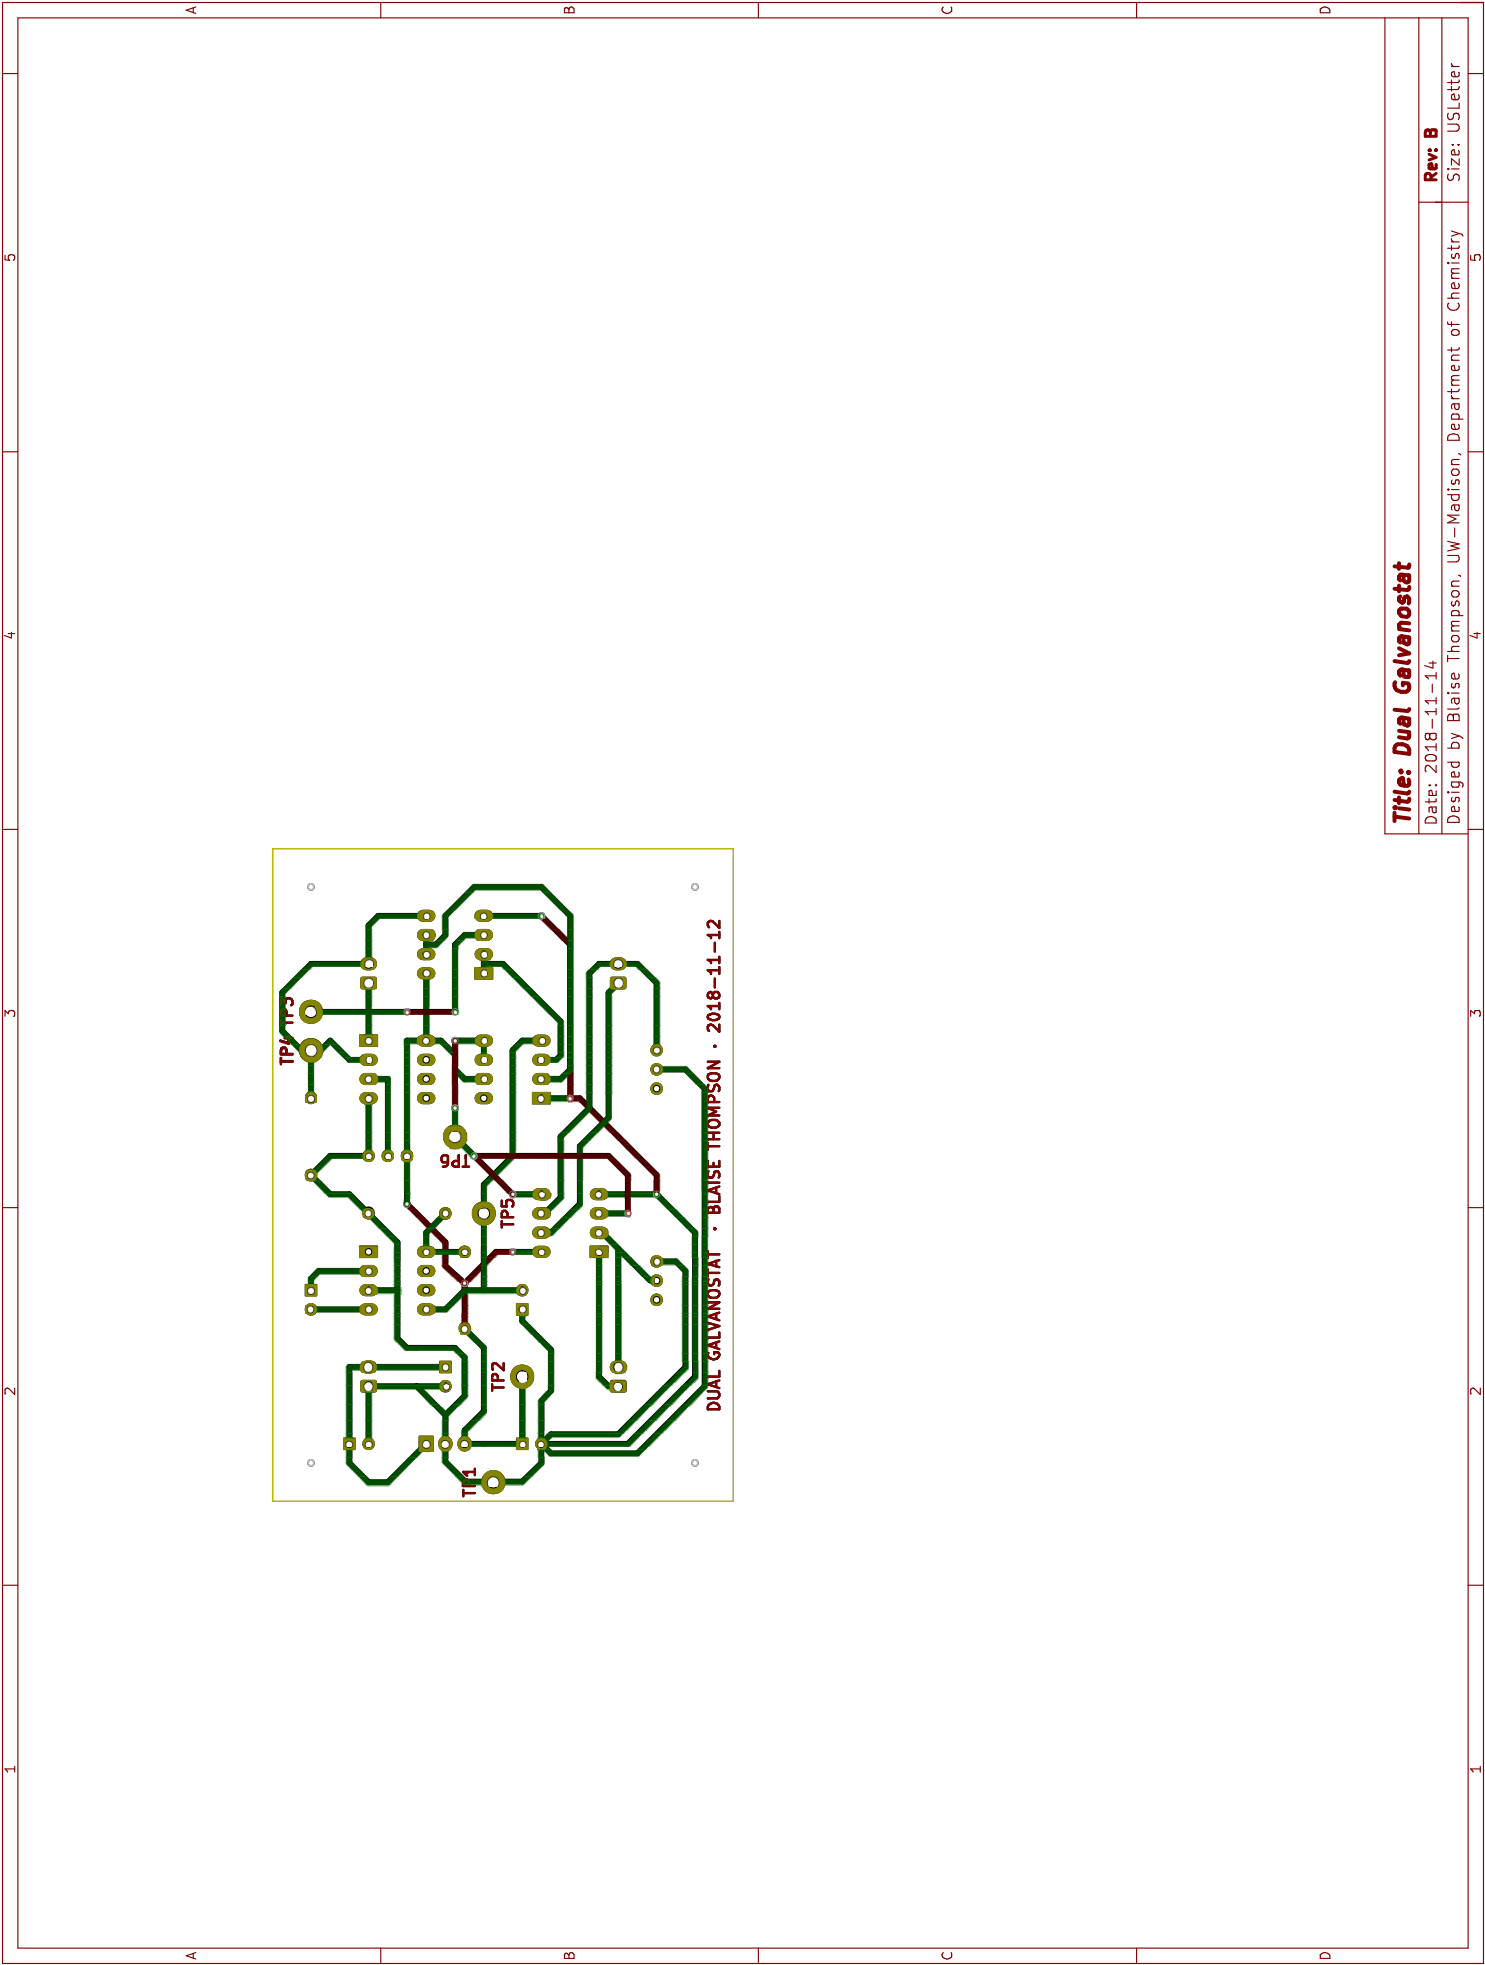 A B C D
5
4
3
2
1
Title: Dual Galvanostat
Date: 2018-11-14
Rev: B
Desiged by Blaise Thompson, UW-Madison, Department of Chemistry
Size: USLetter
5
4
3
2
1
TP3
TP4
TP6
TP5
TP2
TP1
DUAL GALVANOSTAT · BLAISE THOMPSON · 2018-11-12
A B C D